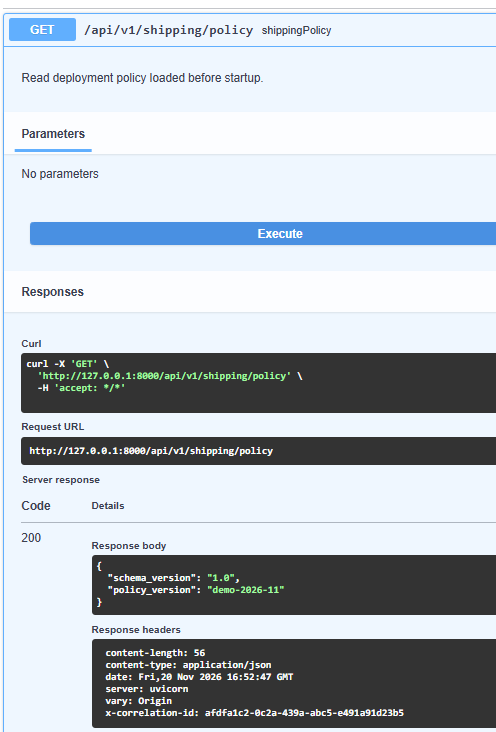 GET /api/v1/shipping/policy shippingPolicy
Read deployment policy loaded before startup.
Parameters
No parameters
Execute
Responses
Curl
curl -X 'GET' \
  'http://127.0.0.1:8000/api/v1/shipping/policy' \
  -H 'accept: */*'
Request URL
http://127.0.0.1:8000/api/v1/shipping/policy
Server response
Code Details
200
Response body
{
  "schema_version": "1.0",
  "policy_version": "demo-2026-11"
}
Response headers
content-length: 56
content-type: application/json
date: Fri,20 Nov 2026 16:52:47 GMT
server: uvicorn
vary: Origin
x-correlation-id: afdfa1c2-0c2a-439a-abc5-e491a91d23b5